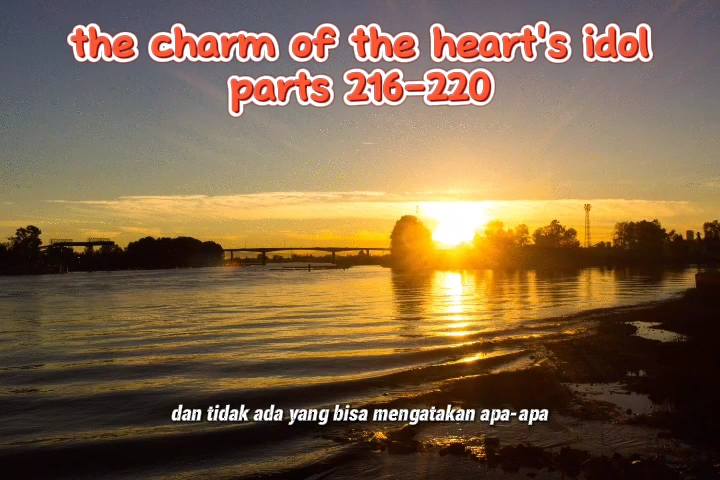 the charm of the heart's idol
parts 216-220
dan tidak ada yang bisa mengatakan apa-apa